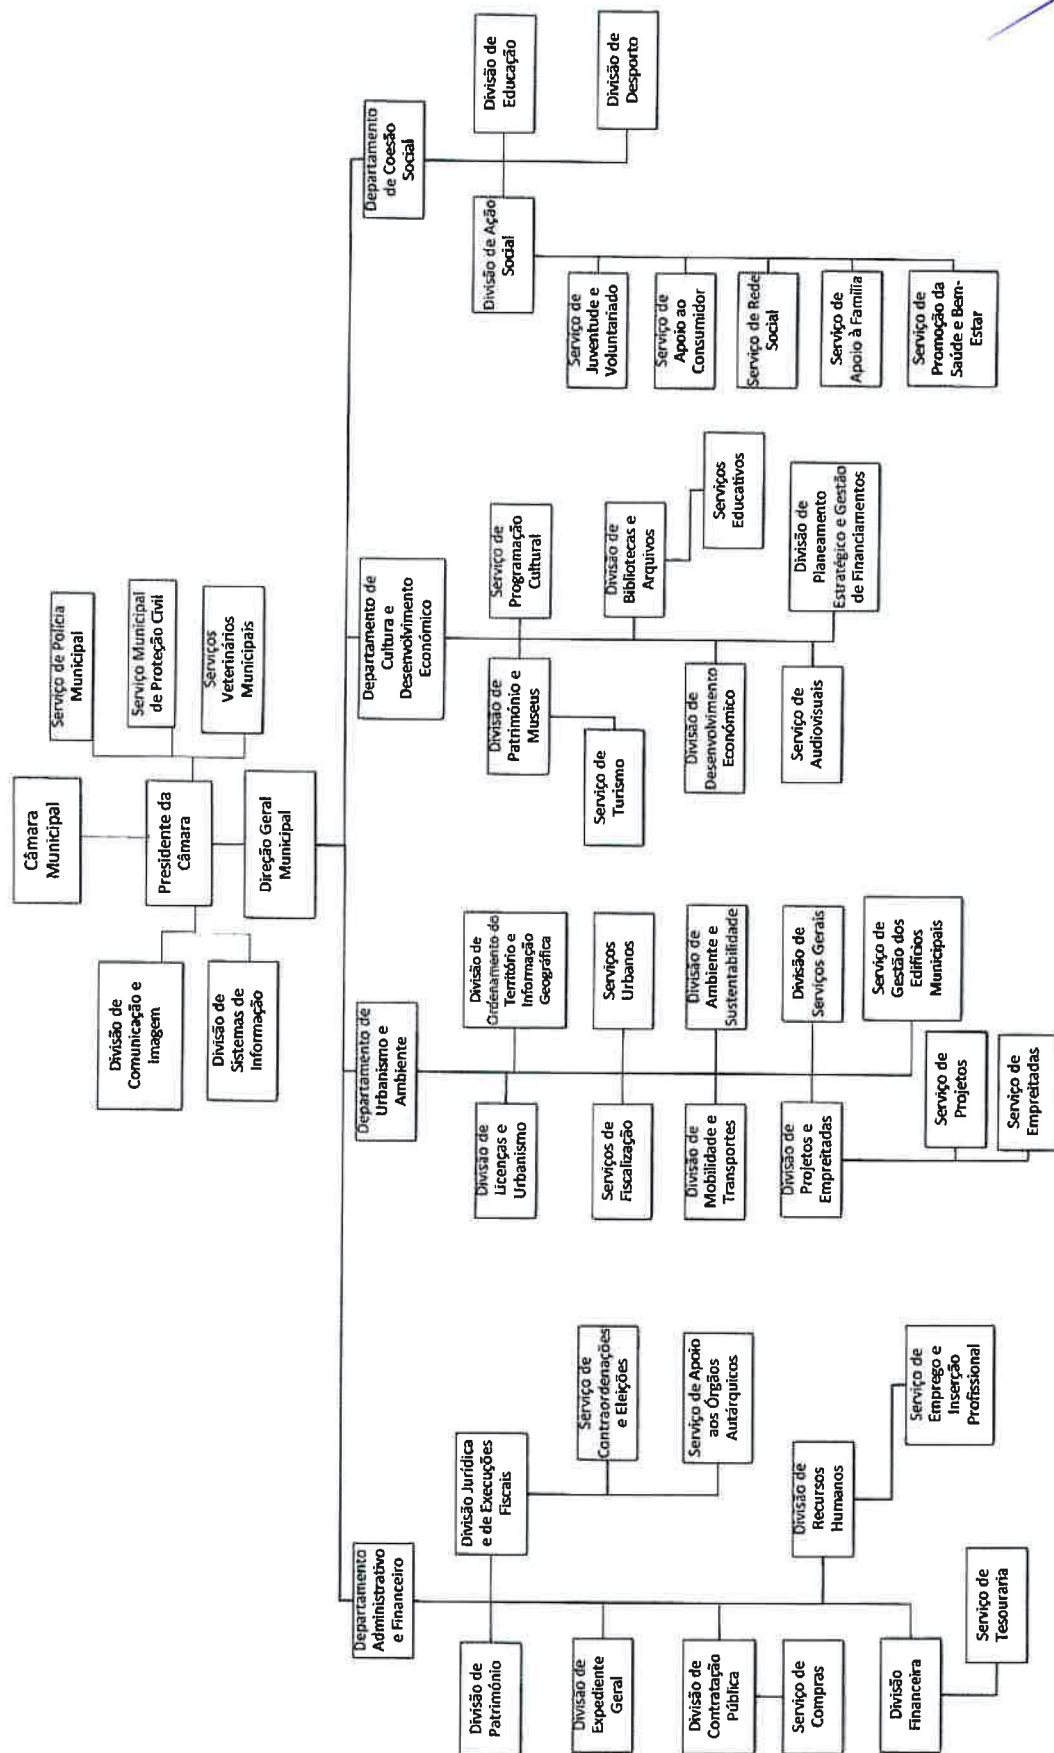 Câmara
Municipal
Presidente da
Câmara
Serviço de Polícia
Municipal
Serviço Municipal
de Proteção Civil
Serviços
Veterinários
Municipais
Divisão de
Comunicação e
Imagem
Divisão de
Sistemas de
Informação
Direção Geral
Municipal
Departamento
Administrativo
e Financeiro
Divisão de
Património
Divisão Jurídica
e de Execuções
Fiscais
Serviço de
Contraordenações
e Eleições
Serviço de Apoio
aos Órgãos
Autárquicos
Divisão de
Expediente
Geral
Divisão de
Contratação
Pública
Serviço de
Compras
Divisão de
Recursos
Humanos
Serviço de
Emprego e
Inserção
Profissional
Divisão
Financeira
Serviço de
Tesouraria
Departamento de
Urbanismo e
Ambiente
Divisão de
Licenças e
Urbanismo
Divisão de
Ordenamento do
Território e
Informação
Geográfica
Serviços de
Fiscalização
Serviços
Urbanos
Divisão de
Mobilidade e
Transportes
Divisão de
Ambiente e
Sustentabilidade
Divisão de
Projetos e
Empreitadas
Divisão de
Serviços Gerais
Serviço de
Gestão dos
Edifícios
Municipais
Serviço de
Projetos
Serviço de
Empreitadas
Departamento de
Cultura e
Desenvolvimento
Económico
Divisão de
Património e
Museus
Serviço de
Programação
Cultural
Serviço de
Turismo
Divisão de
Bibliotecas e
Arquivos
Serviços
Educativos
Divisão de
Desenvolvimento
Económico
Serviço de
Audiovisuais
Divisão de
Planeamento
Estratégico e Gestão
de Financiamentos
Departamento
de Coesão
Social
Divisão de Ação
Social
Divisão de
Educação
Divisão de
Desporto
Serviço de
Juventude e
Voluntariado
Serviço de
Apoio ao
Consumidor
Serviço de Rede
Social
Serviço de
Apoio à Família
Serviço de
Promoção da
Saúde e Bem-
Estar